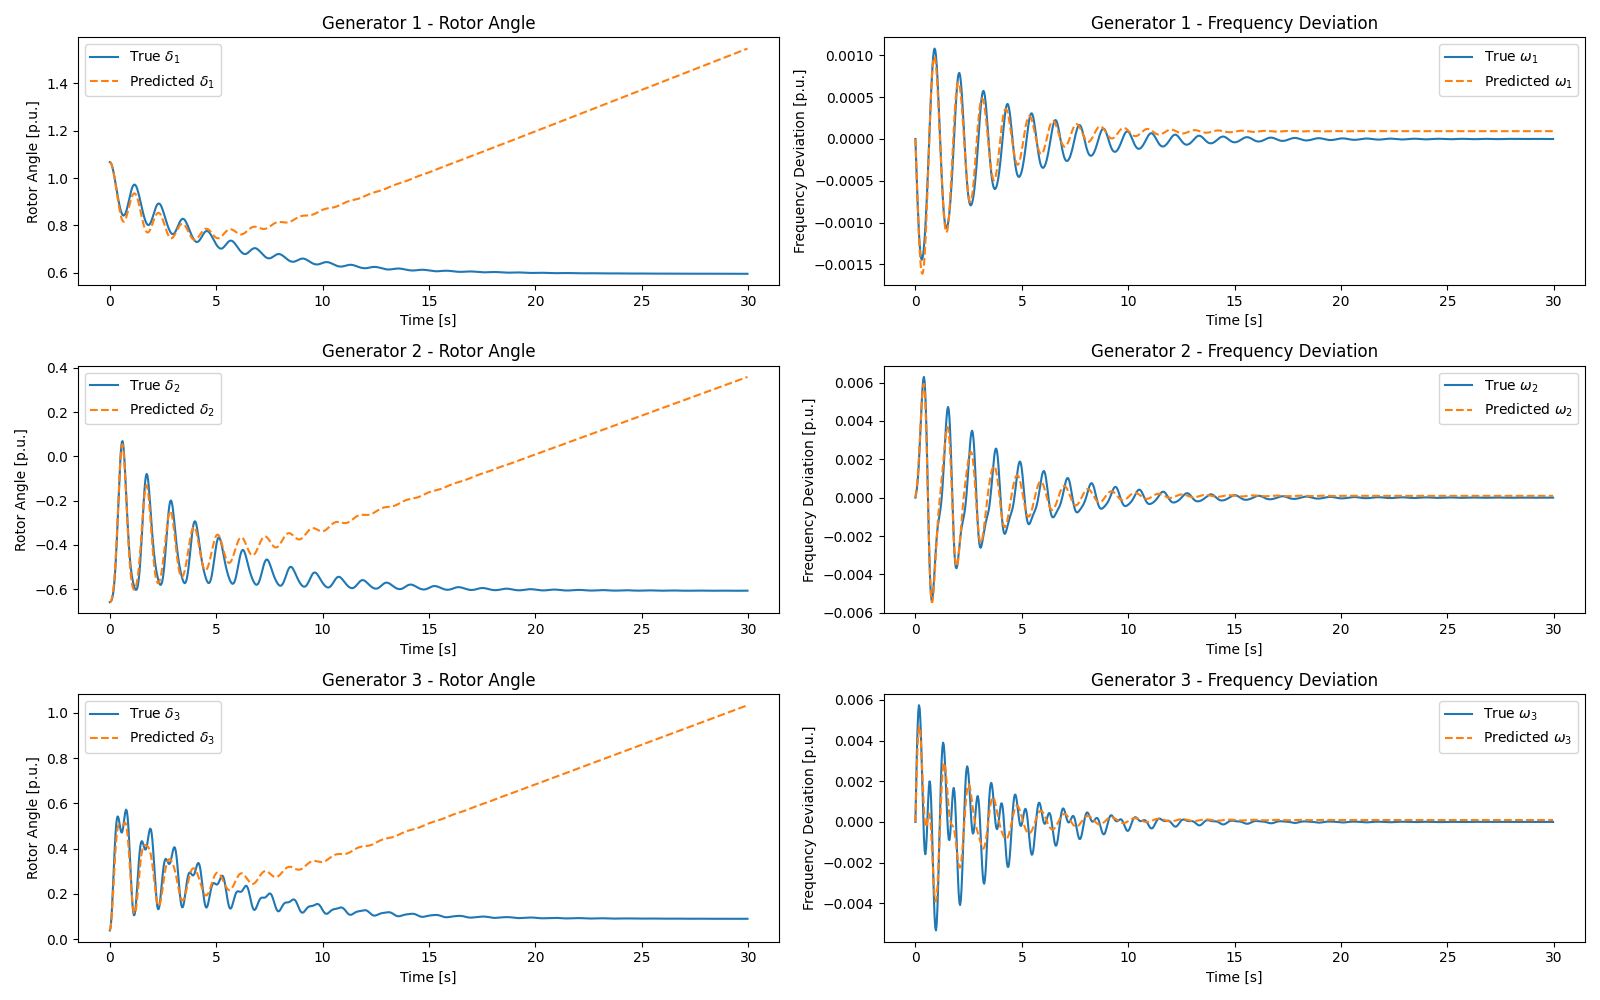 Generator 1 - Rotor Angle
Rotor Angle [p.u.]
1.4
1.2
1.0
0.8
0.6
True δ1
Predicted δ1
0 5 10 15 20 25 30
Time [s]
Generator 1 - Frequency Deviation
Frequency Deviation [p.u.]
0.0010
0.0005
0.0000
−0.0005
−0.0010
−0.0015
True ω1
Predicted ω1
0 5 10 15 20 25 30
Time [s]
Generator 2 - Rotor Angle
Rotor Angle [p.u.]
0.4
0.2
0.0
−0.2
−0.4
−0.6
True δ2
Predicted δ2
0 5 10 15 20 25 30
Time [s]
Generator 2 - Frequency Deviation
Frequency Deviation [p.u.]
0.006
0.004
0.002
0.000
−0.002
−0.004
−0.006
True ω2
Predicted ω2
0 5 10 15 20 25 30
Time [s]
Generator 3 - Rotor Angle
Rotor Angle [p.u.]
1.0
0.8
0.6
0.4
0.2
0.0
True δ3
Predicted δ3
0 5 10 15 20 25 30
Time [s]
Generator 3 - Frequency Deviation
Frequency Deviation [p.u.]
0.006
0.004
0.002
0.000
−0.002
−0.004
True ω3
Predicted ω3
0 5 10 15 20 25 30
Time [s]